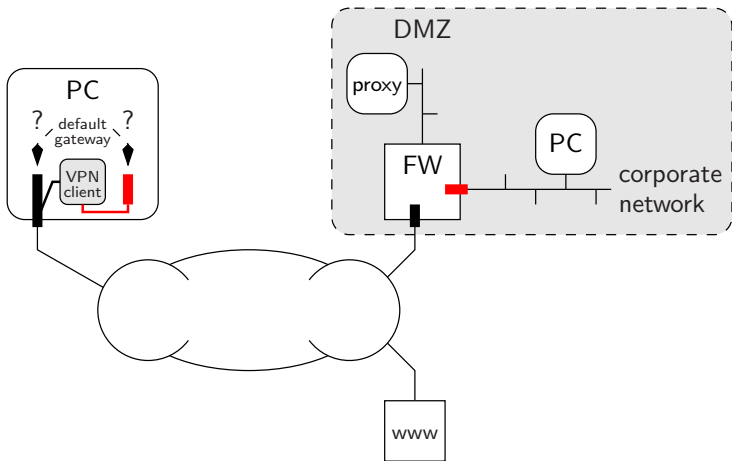 DMZ
proxy
PC
? ?
default
gateway
VPN
client
FW
PC
corporate
network
www